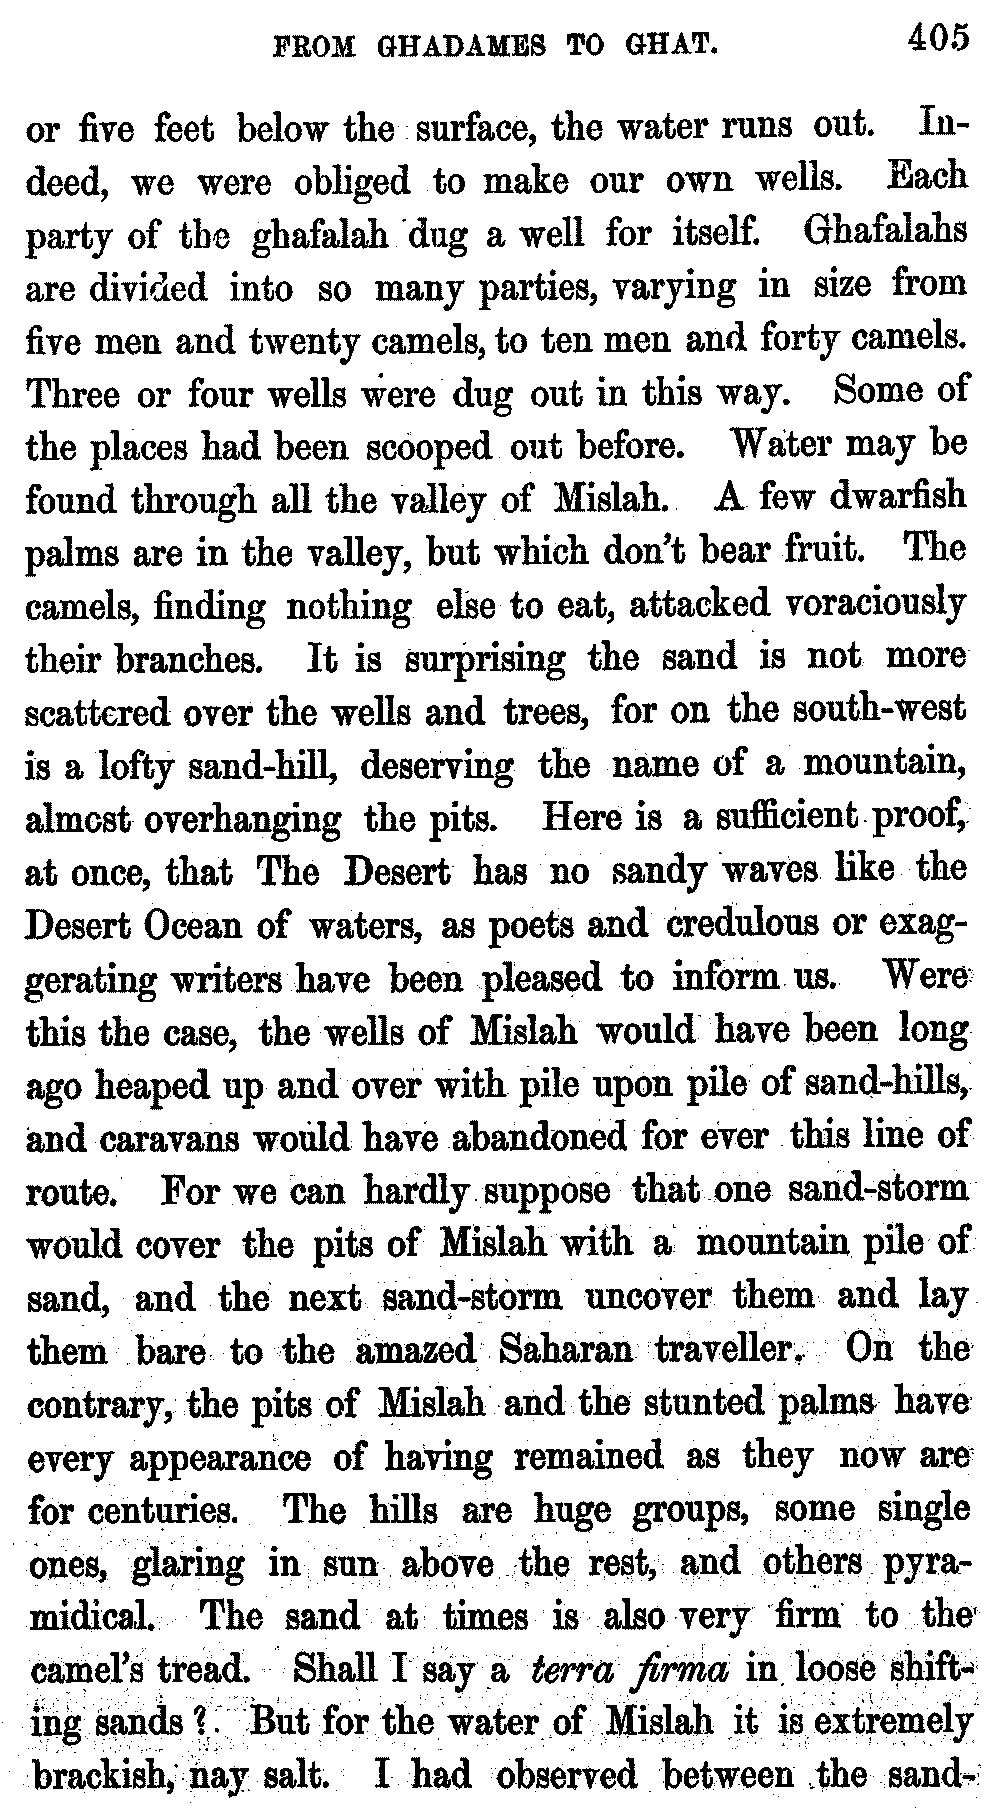 FROM GHADAMES TO GHAT. 405
or five feet below the surface, the water runs out. In-
deed, we were obliged to make our own wells. Each
party of the ghafalah dug a well for itself. Ghafalahs
are divided into so many parties, varying in size from
five men and twenty camels, to ten men and forty camels.
Three or four wells were dug out in this way. Some of
the places had been scooped out before. Water may be
found through all the valley of Mislah. A few dwarfish
palms are in the valley, but which don't bear fruit. The
camels, finding nothing else to eat, attacked voraciously
their branches. It is surprising the sand is not more
scattered over the wells and trees, for on the south-west
is a lofty sand-hill, deserving the name of a mountain,
almost overhanging the pits. Here is a sufficient proof,
at once, that The Desert has no sandy waves like the
Desert Ocean of waters, as poets and credulous or exag-
gerating writers have been pleased to inform us. Were
this the case, the wells of Mislah would have been long
ago heaped up and over with pile upon pile of sand-hills,
and caravans would have abandoned for ever this line of
route. For we can hardly suppose that one sand-storm
would cover the pits of Mislah with a mountain pile of
sand, and the next sand-storm uncover them and lay
them bare to the amazed Saharan traveller. On the
contrary, the pits of Mislah and the stunted palms have
every appearance of having remained as they now are
for centuries. The hills are huge groups, some single
ones, glaring in sun above the rest, and others pyra-
midical. The sand at times is also very firm to the
camel's tread. Shall I say a terra firma in loose shift-
ing sands? But for the water of Mislah it is extremely
brackish, nay salt. I had observed between the sand-